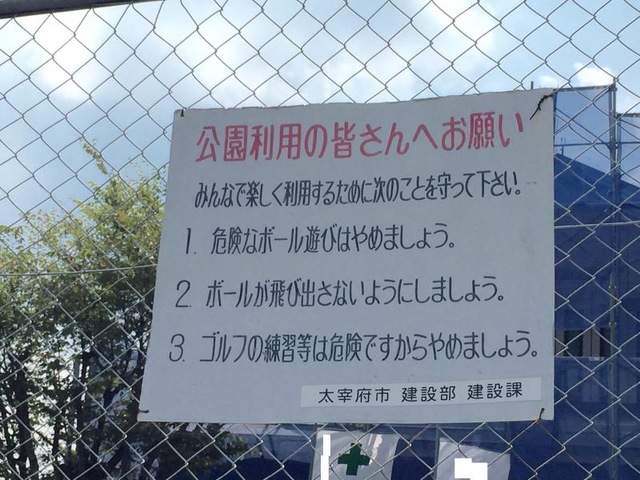 公園利用の皆さんへお願い
みんなで楽しく利用するために次のことを守って下さい。
1. 危険なボール遊びはやめましょう。
2. ボールが飛び出さないようにしましょう。
3. ゴルフの練習等は危険ですからやめましょう。
太宰府市 建設部 建設課